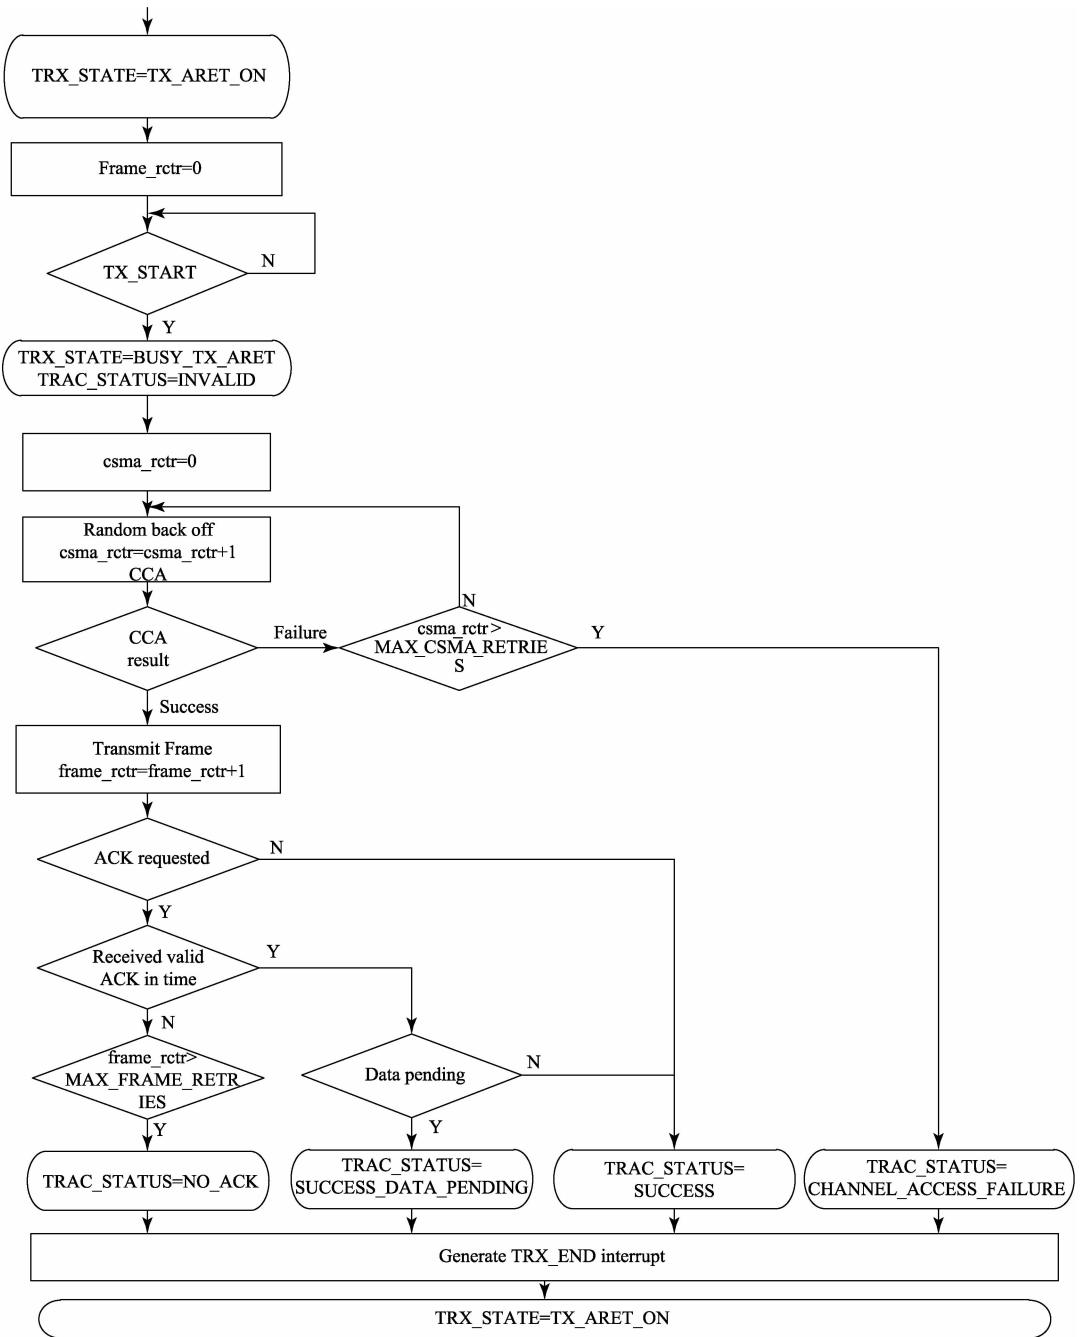 TRX_STATE=TX_ARET_ON
Frame_rctr=0
TX_START
N
Y
TRX_STATE=BUSY_TX_ARET
TRAC_STATUS=INVALID
csma_rctr=0
Random back off
csma_rctr=csma_rctr+1
CCA
CCA
result
Failure
N
csma_rctr>
MAX_CSMA_RETRIE
S
Y
Success
Transmit Frame
frame_rctr=frame_rctr+1
ACK requested
N
Y
Received valid
ACK in time
Y
N
frame_rctr>
MAX_FRAME_RETR
IES
Y
Data pending
N
Y
TRAC_STATUS=NO_ACK
TRAC_STATUS=
SUCCESS_DATA_PENDING
TRAC_STATUS=
SUCCESS
TRAC_STATUS=
CHANNEL_ACCESS_FAILURE
Generate TRX_END interrupt
TRX_STATE=TX_ARET_ON